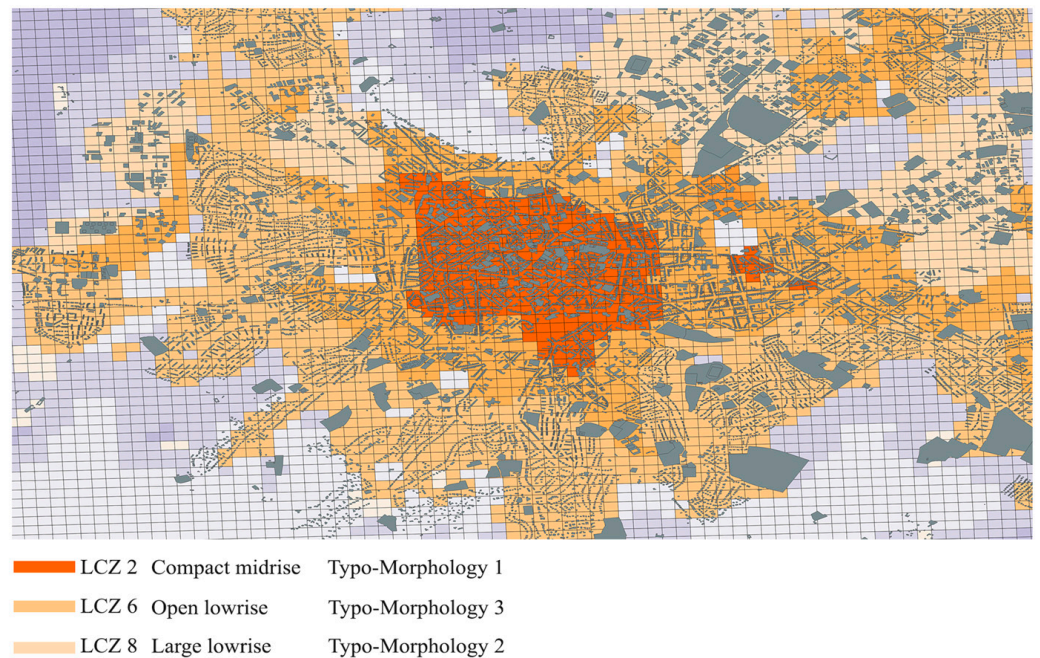 LCZ 2 Compact midrise Typo-Morphology 1
LCZ 6 Open lowrise Typo-Morphology 3
LCZ 8 Large lowrise Typo-Morphology 2